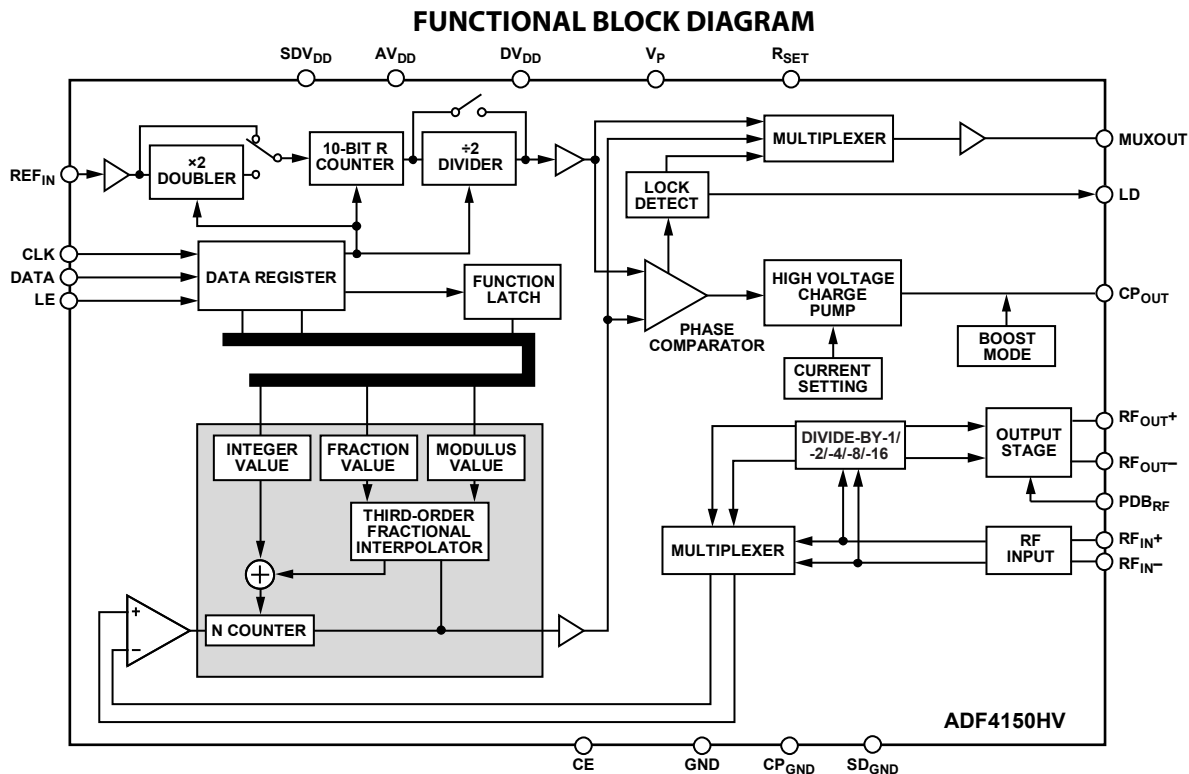 FUNCTIONAL BLOCK DIAGRAM
SDVDD
AVDD
DVDD
VP
RSET
REFIN
×2
DOUBLER
10-BIT R
COUNTER
÷2
DIVIDER
MULTIPLEXER
MUXOUT
LOCK
DETECT
LD
CLK
DATA
LE
DATA REGISTER
FUNCTION
LATCH
PHASE
COMPARATOR
HIGH VOLTAGE
CHARGE
PUMP
CPOUT
CURRENT
SETTING
BOOST
MODE
INTEGER
VALUE
FRACTION
VALUE
MODULUS
VALUE
THIRD-ORDER
FRACTIONAL
INTERPOLATOR
+
N COUNTER
+
−
DIVIDE-BY-1/
-2/-4/-8/-16
OUTPUT
STAGE
RFOUT+
RFOUT−
PDBRF
MULTIPLEXER
RF
INPUT
RFIN+
RFIN−
ADF4150HV
CE
GND
CPGND
SDGND